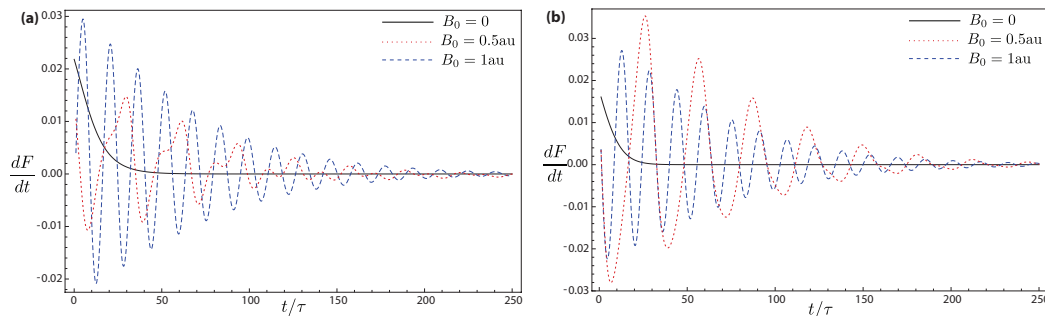 (a)
B₀ = 0
B₀ = 0.5au
B₀ = 1au
0.03
0.02
0.01
0.00
-0.01
-0.02
dF
dt
0
50
100
150
200
250
t/τ
(b)
B₀ = 0
B₀ = 0.5au
B₀ = 1au
0.03
0.02
0.01
0.00
-0.01
-0.02
-0.03
dF
dt
0
50
100
150
200
250
t/τ